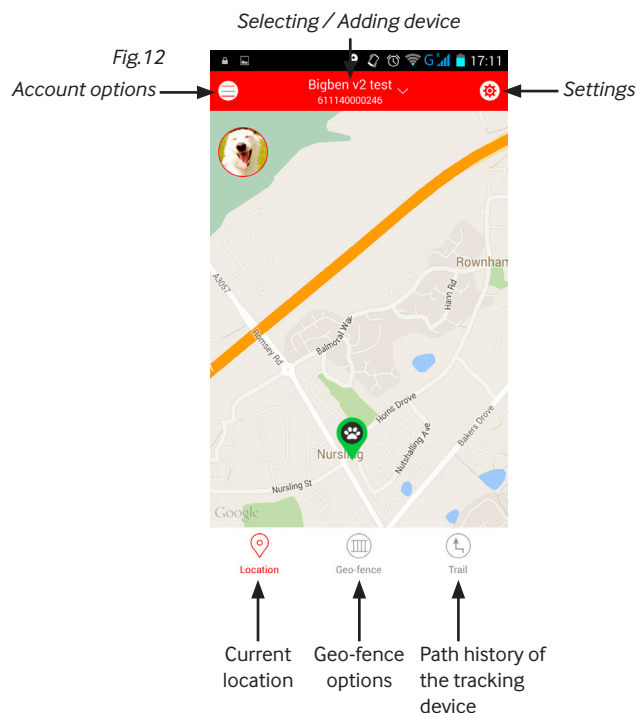 Selecting / Adding device
Fig.12
G 17:11
Account options
Bigben v2 test
611140000246
Settings
Rownham
A3057
Hann Rd
Romsey Rd
Balmoral Way
Horns Drove
Bakers Drove
Nutshalling Ave
Nursling
Nursling St
Google
Location
Geo-fence
Trail
Current
location
Geo-fence
options
Path history of
the tracking
device